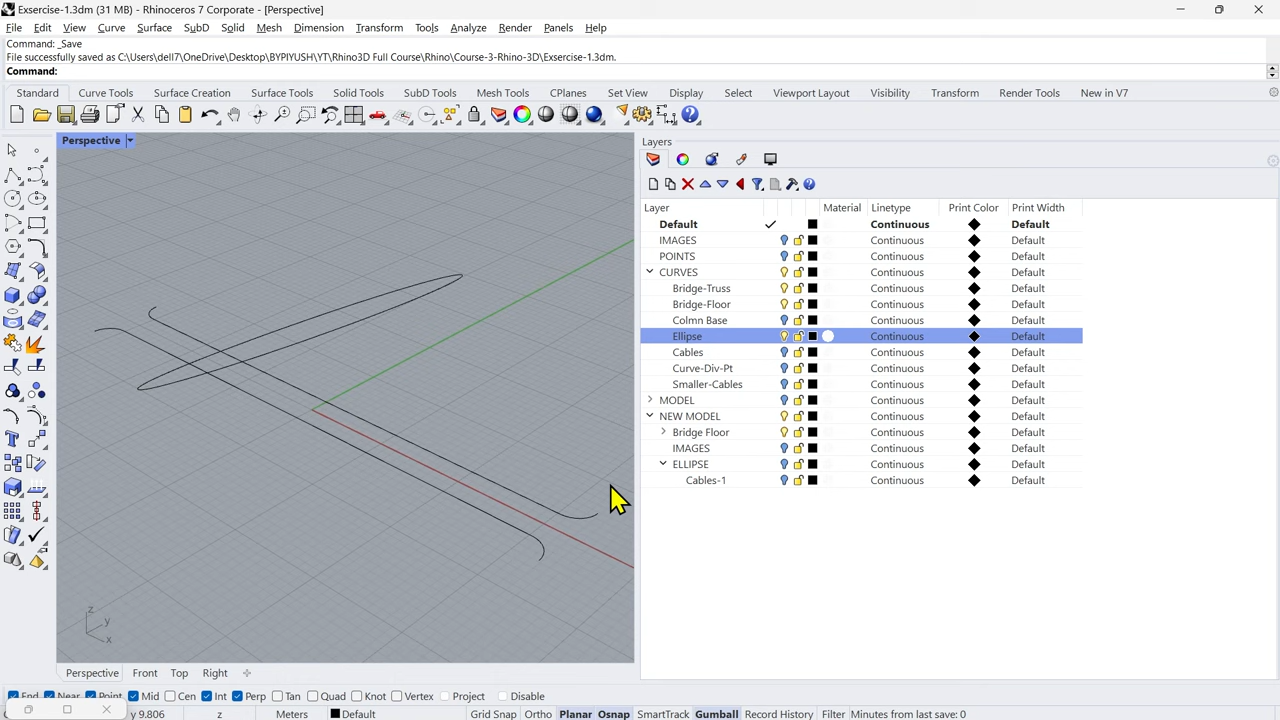 Exsercise-1.3dm (31 MB) - Rhinoceros 7 Corporate - [Perspective]
File Edit View Curve Surface SubD Solid Mesh Dimension Transform Tools Analyze Render Panels Help
Command: _Save
File successfully saved as C:\Users\dell7\OneDrive\Desktop\BYPIYUSH\YT\Rhino3D Full Course\Rhino\Course-3-Rhino-3D\Exsercise-1.3dm.
Command:
Standard Curve Tools Surface Creation Surface Tools Solid Tools SubD Tools Mesh Tools CPlanes Set View Display Select Viewport Layout Visibility Transform Render Tools New in V7
Perspective
Layers
Layer Material Linetype Print Color Print Width
Default Continuous Default
IMAGES Continuous Default
POINTS Continuous Default
CURVES Continuous Default
Bridge-Truss Continuous Default
Bridge-Floor Continuous Default
Colmn Base Continuous Default
Ellipse Continuous Default
Cables Continuous Default
Curve-Div-Pt Continuous Default
Smaller-Cables Continuous Default
MODEL Continuous Default
NEW MODEL Continuous Default
Bridge Floor Continuous Default
IMAGES Continuous Default
ELLIPSE Continuous Default
Cables-1 Continuous Default
z
y
x
Perspective Front Top Right
End Near Point Mid Cen Int Perp Tan Quad Knot Vertex Project Disable
y 9.806 z Meters Default Grid Snap Ortho Planar Osnap SmartTrack Gumball Record History Filter Minutes from last save: 0